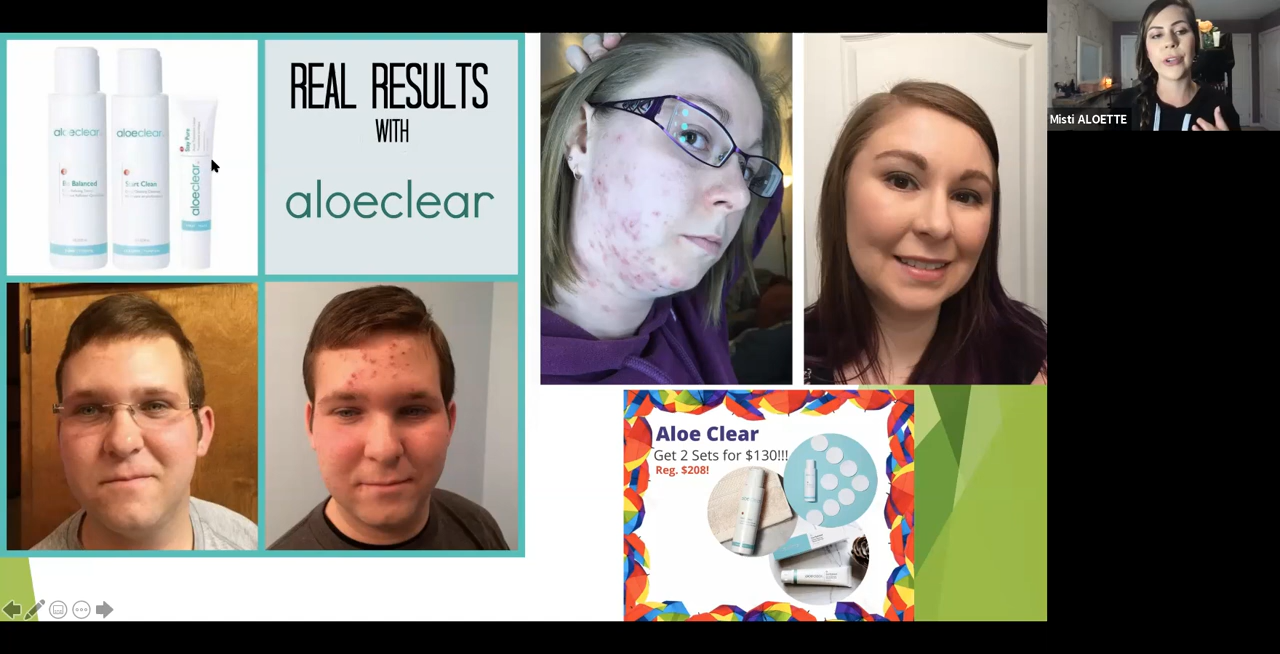 aloeclear.
Be Balanced
aloeclear.
Start Clean
Stay Pure
aloeclear.
REAL RESULTS
WITH
aloeclear
Misti ALOETTE
Aloe Clear
Get 2 Sets for $130!!!
Reg. $208!